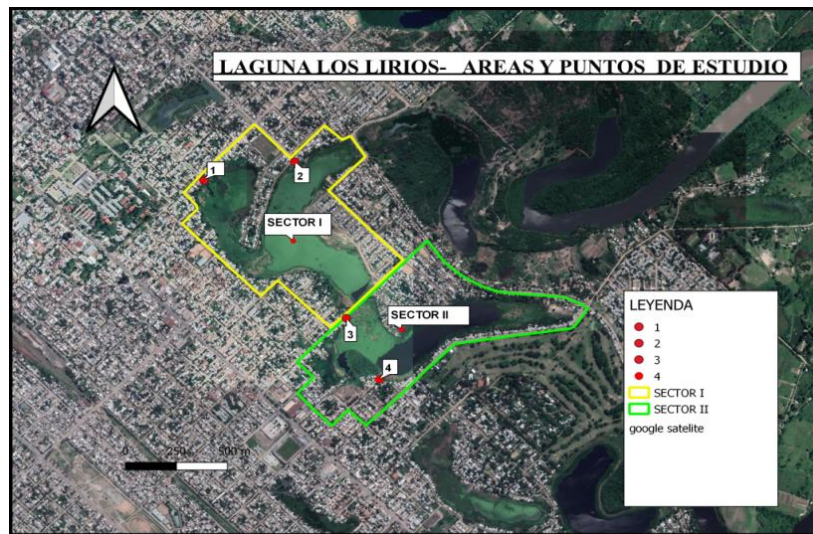 LAGUNA LOS LIRIOS- AREAS Y PUNTOS DE ESTUDIO
1
2
SECTOR I
SECTOR II
3
4
0 250 500 m
LEYENDA
1
2
3
4
SECTOR I
SECTOR II
google satelite